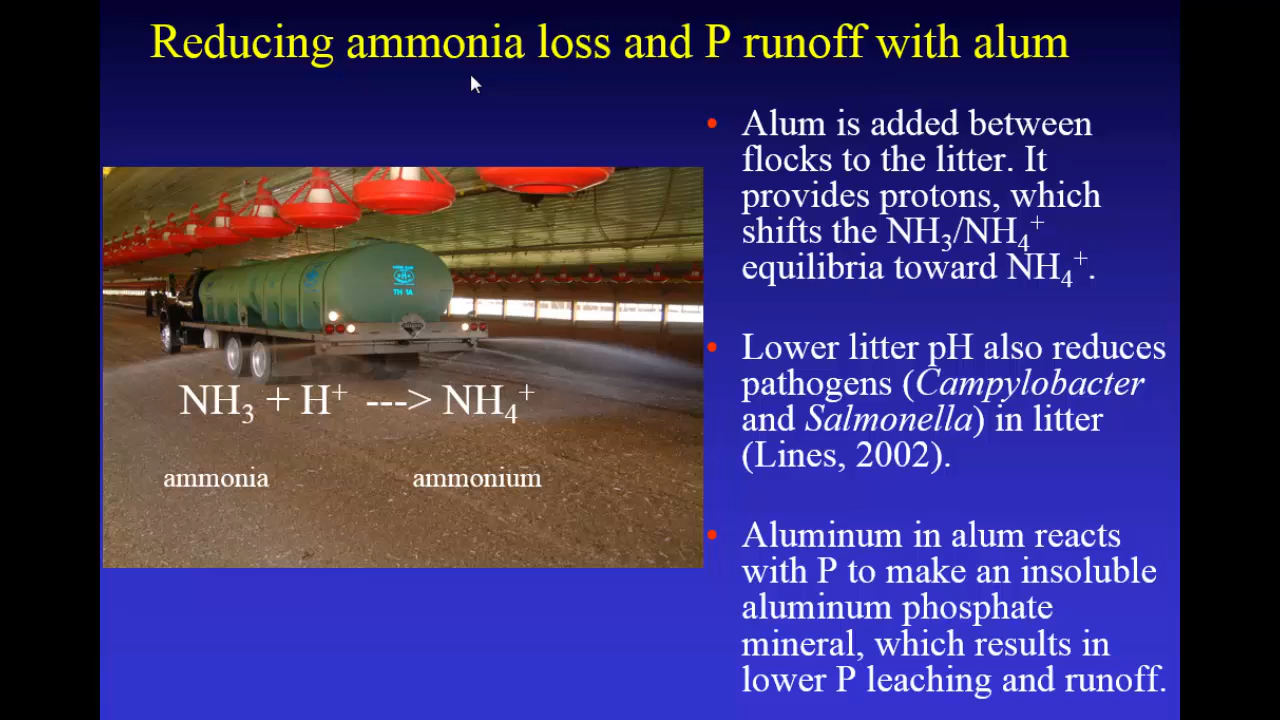 Reducing ammonia loss and P runoff with alum
• Alum is added between
flocks to the litter. It
provides protons, which
shifts the NH₃/NH₄⁺
equilibria toward NH₄⁺.
• Lower litter pH also reduces
pathogens (Campylobacter
and Salmonella) in litter
(Lines, 2002).
• Aluminum in alum reacts
with P to make an insoluble
aluminum phosphate
mineral, which results in
lower P leaching and runoff.
NH₃ + H⁺ ---> NH₄⁺
ammonia ammonium